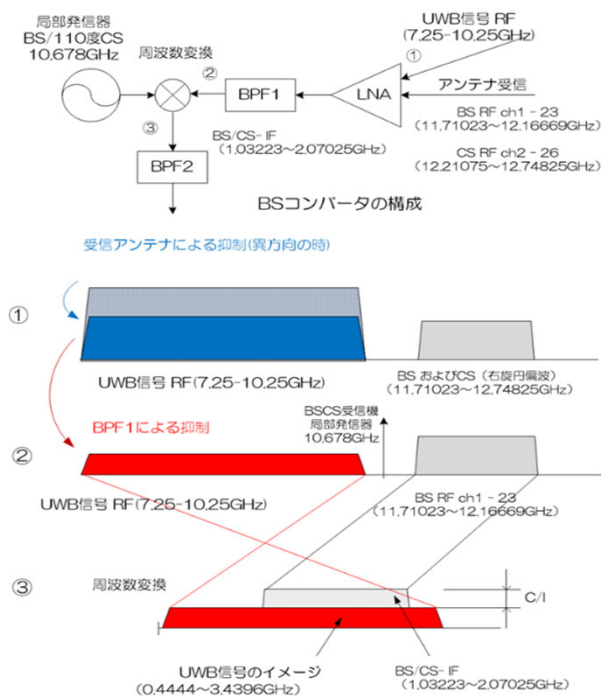 局部発信器
BS/110度CS
10.678GHz
周波数変換
UWB信号 RF
(7.25-10.25GHz)
①
②
BPF1
LNA
アンテナ受信
③
BS/CS- IF
(1.03223~2.07025GHz)
BS RF ch1 - 23
(11.71023~12.16669GHz)
BPF2
CS RF ch2 - 26
(12.21075~12.74825GHz)
BSコンバータの構成
受信アンテナによる抑制(異方向の時)
①
UWB信号 RF(7.25-10.25GHz)
BS およびCS (右旋円偏波)
(11.71023~12.74825GHz)
BPF1による抑制
BSCS受信機
局部発信器
10.678GHz
②
UWB信号 RF(7.25-10.25GHz)
BS RF ch1 - 23
(11.71023~12.16669GHz)
③
周波数変換
C/I
UWB信号のイメージ
(0.4444~3.4396GHz)
BS/CS- IF
(1.03223~2.07025GHz)